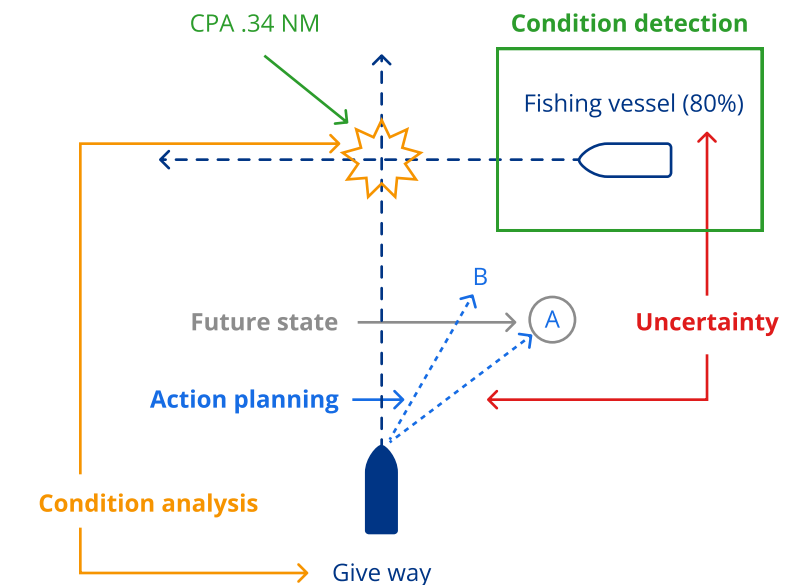 CPA .34 NM
Condition detection
Fishing vessel (80%)
B
Future state
A
Uncertainty
Action planning
Condition analysis
Give way